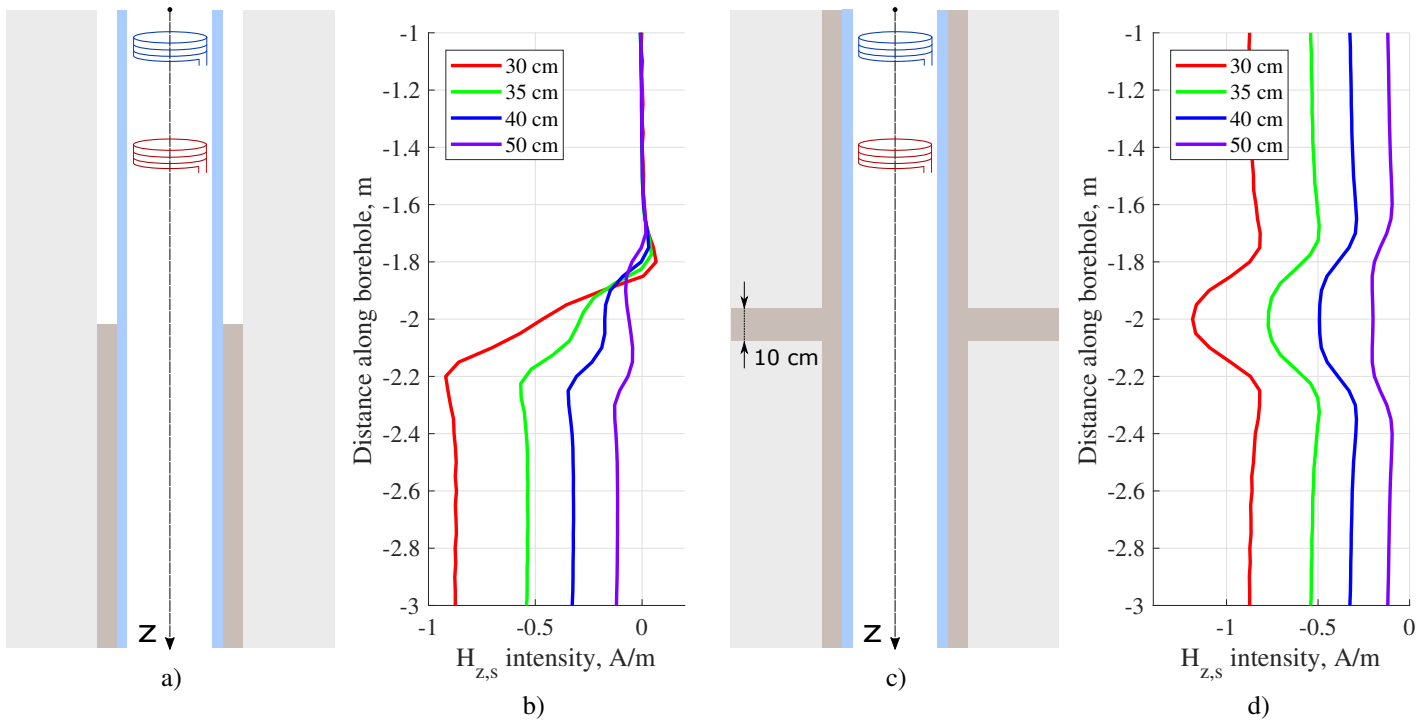 z
a)
-1
-1.2
-1.4
-1.6
-1.8
-2
-2.2
-2.4
-2.6
-2.8
-3
Distance along borehole, m
30 cm
35 cm
40 cm
50 cm
-1
-0.5
0
H_{z,s} intensity, A/m
b)
10 cm
z
c)
-1
-1.2
-1.4
-1.6
-1.8
-2
-2.2
-2.4
-2.6
-2.8
-3
Distance along borehole, m
30 cm
35 cm
40 cm
50 cm
-1
-0.5
0
H_{z,s} intensity, A/m
d)